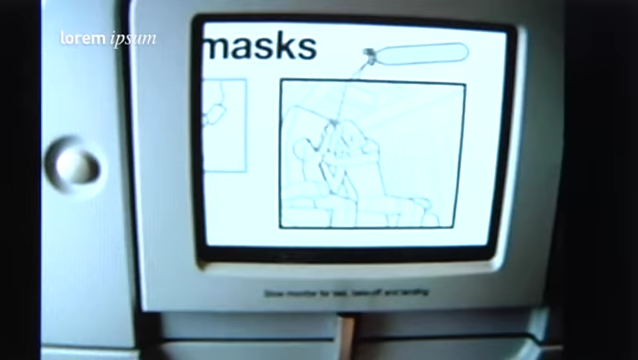 lorem ipsum
masks
Stow monitor for taxi, take-off and landing